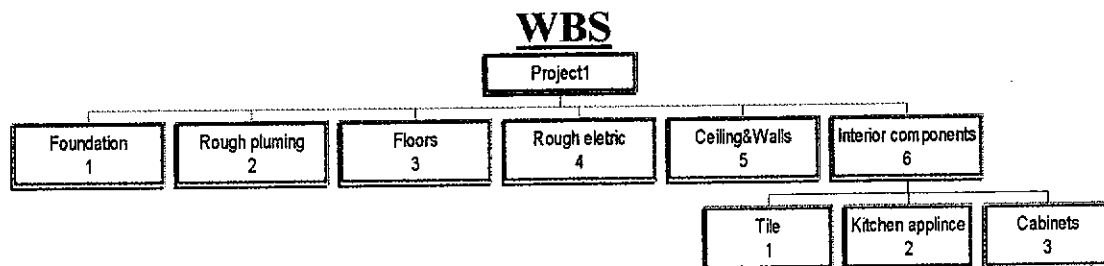 WBS
Project1
Foundation
1
Rough pluming
2
Floors
3
Rough eletric
4
Ceiling&Walls
5
Interior components
6
Tile
1
Kitchen applince
2
Cabinets
3